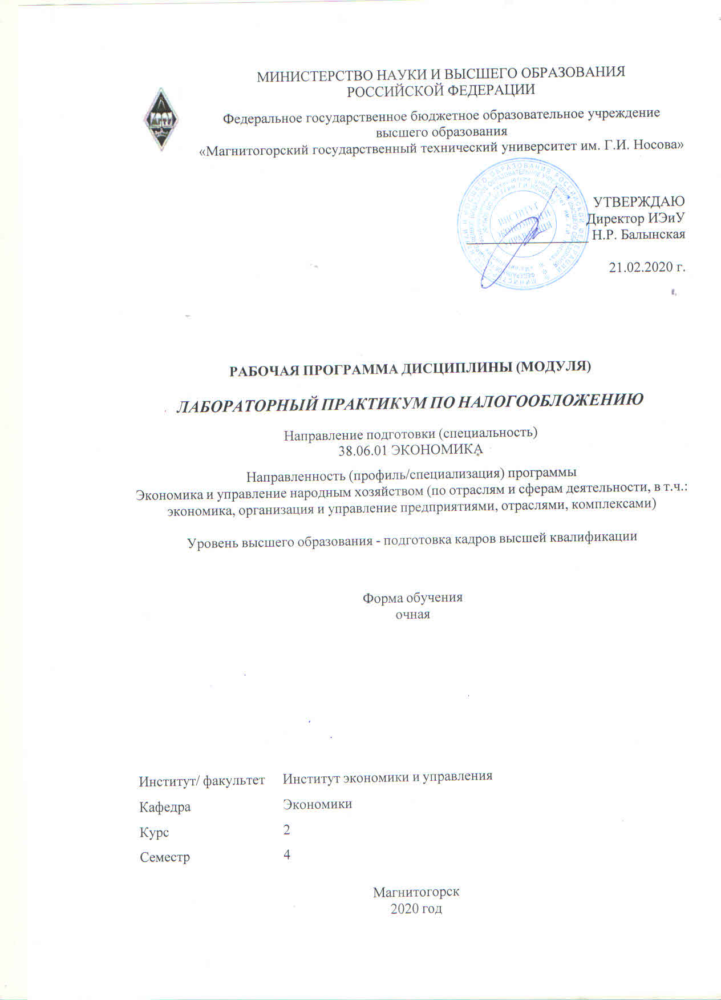 МИНИСТЕРСТВО НАУКИ И ВЫСШЕГО ОБРАЗОВАНИЯ
РОССИЙСКОЙ ФЕДЕРАЦИИ
МГТУ
Федеральное государственное бюджетное образовательное учреждение
высшего образования
«Магнитогорский государственный технический университет им. Г.И. Носова»
ИНСТИТУТ
ЭКОНОМИКИ И
УПРАВЛЕНИЯ
УТВЕРЖДАЮ
Директор ИЭиУ
Н.Р. Балынская
21.02.2020 г.
РАБОЧАЯ ПРОГРАММА ДИСЦИПЛИНЫ (МОДУЛЯ)
ЛАБОРАТОРНЫЙ ПРАКТИКУМ ПО НАЛОГООБЛОЖЕНИЮ
Направление подготовки (специальность)
38.06.01 ЭКОНОМИКА
Направленность (профиль/специализация) программы
Экономика и управление народным хозяйством (по отраслям и сферам деятельности, в т.ч.:
экономика, организация и управление предприятиями, отраслями, комплексами)
Уровень высшего образования - подготовка кадров высшей квалификации
Форма обучения
очная
Институт/ факультет Институт экономики и управления
Кафедра Экономики
Курс 2
Семестр 4
Магнитогорск
2020 год